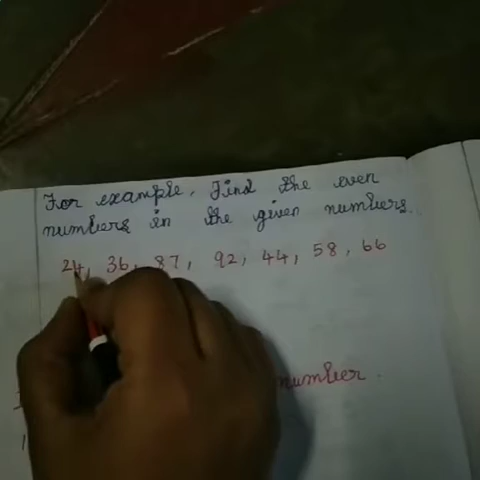 For example, Find the even
numbers in the given numbers.
24, 36, 87, 92, 44, 58, 66
number.